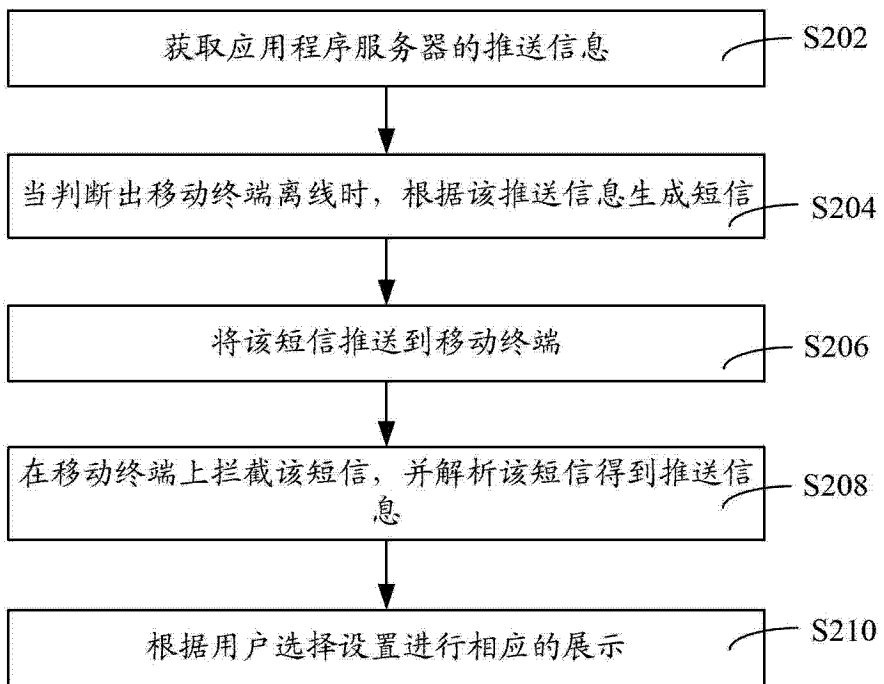 获取应用程序服务器的推送信息
S202
当判断出移动终端离线时，根据该推送信息生成短信
S204
将该短信推送到移动终端
S206
在移动终端上拦截该短信，并解析该短信得到推送信
息
S208
根据用户选择设置进行相应的展示
S210